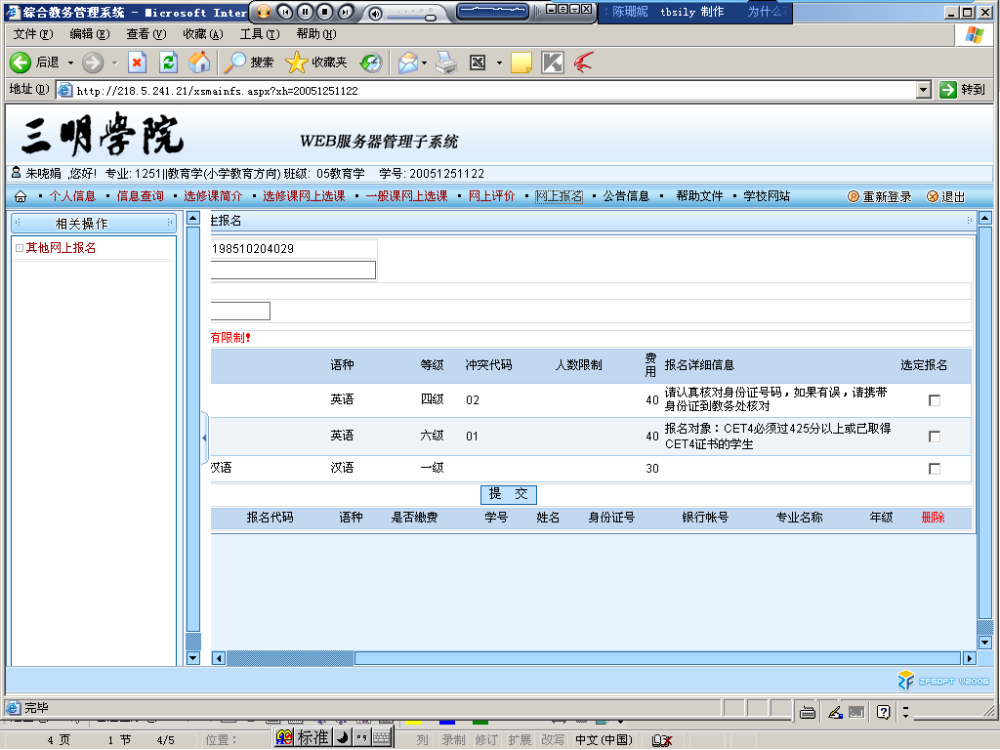 綜合教务管理系统 - Microsoft Inter
陈珊妮 tbsily 制作 为什么
文件(F) 编辑(E) 查看(V) 收藏(A) 工具(T) 帮助(H)
后退 搜索 收藏夹
地址(D) http://218.5.241.21/xsmainfs.aspx?xh=20051251122 转到
三明学院 WEB服务器管理子系统
朱晓娟 ,您好! 专业:1251||教育学(小学教育方向) 班级: 05教育学 学号: 20051251122
个人信息 信息查询 选修课简介 选修课网上选课 一般课网上选课 网上评价 网上报名 公告信息 帮助文件 学校网站 重新登录 退出
相关操作
其他网上报名
生报名
198510204029
有限制!
语种 等级 冲突代码 人数限制 费用 报名详细信息 选定报名
英语 四级 02 40 请认真核对身份证号码，如果有误，请携带
身份证到教务处核对
英语 六级 01 40 报名对象：CET4必须过425分以上或已取得
CET4证书的学生
汉语 汉语 一级 30
提 交
报名代码 语种 是否缴费 学号 姓名 身份证号 银行帐号 专业名称 年级 删除
ZFSOFT V2006
完毕
4 页 1 节 4/5 位置: 标准 列 录制 修订 扩展 改写 中文(中国)